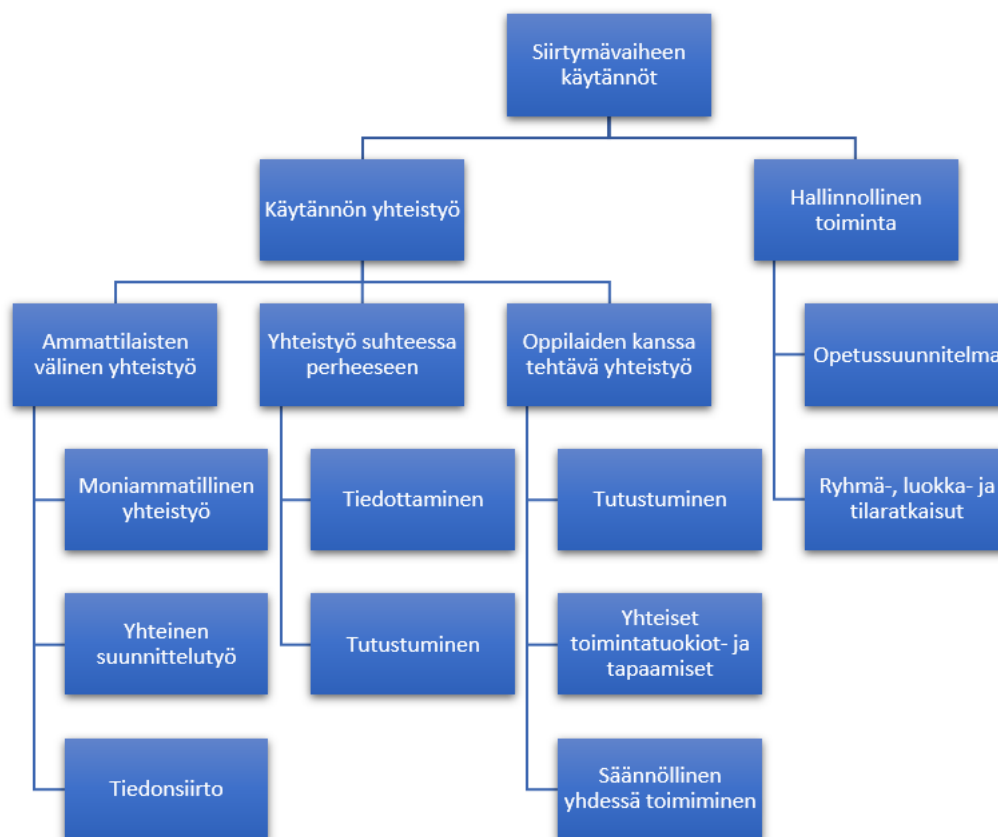 Siirtymävaiheen
käytännöt
Käytännön yhteistyö
Hallinnollinen
toiminta
Ammattilaisten
välinen yhteistyö
Yhteistyö suhteessa
perheeseen
Oppilaiden kanssa
tehtävä yhteistyö
Opetussuunnitelma
Moniammatillinen
yhteistyö
Tiedottaminen
Tutustuminen
Ryhmä-, luokka- ja
tilaratkaisut
Yhteinen
suunnittelutyö
Tutustuminen
Yhteiset
toimintatuokiot- ja
tapaamiset
Tiedonsiirto
Säännöllinen
yhdessä toimiminen